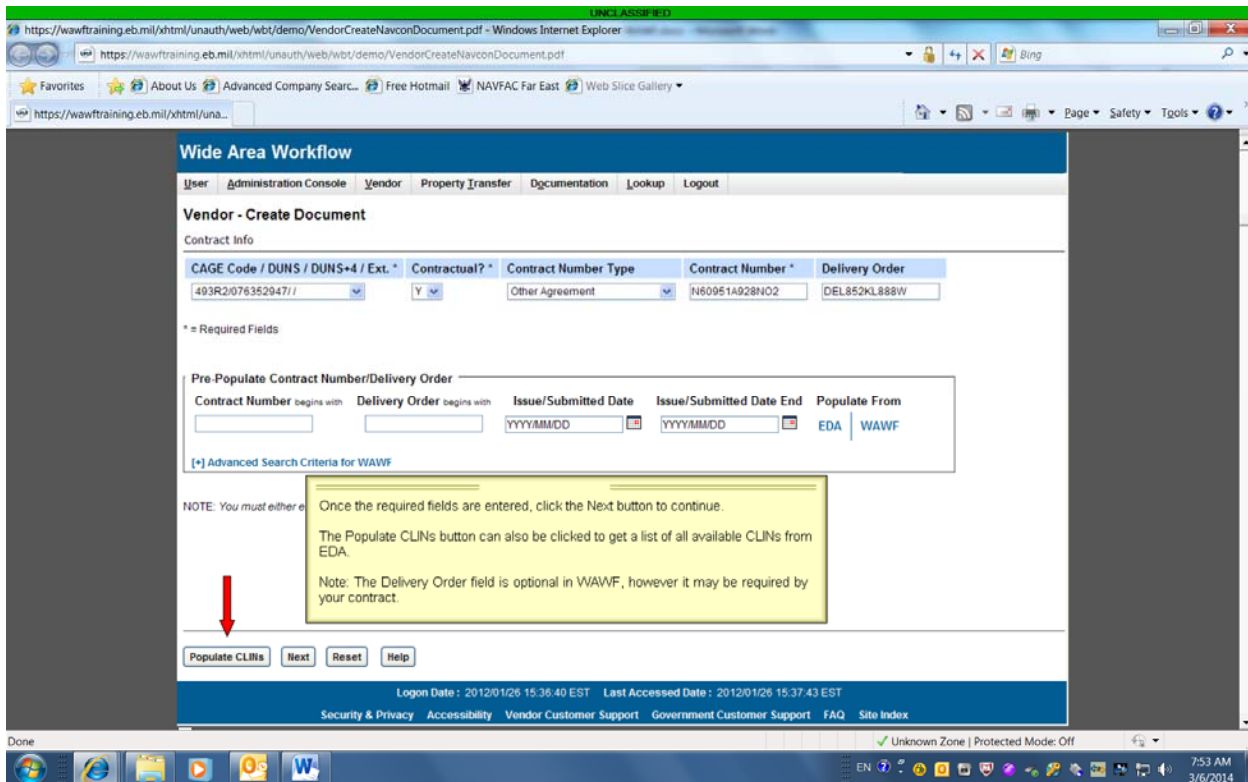 UNCLASSIFIED
https://wawftraining.eb.mil/xhtml/unauth/web/wbt/demo/VendorCreateNavconDocument.pdf - Windows Internet Explorer
https://wawftraining.eb.mil/xhtml/unauth/web/wbt/demo/VendorCreateNavconDocument.pdf
Bing
Favorites About Us Advanced Company Searc... Free Hotmail NAVFAC Far East Web Slice Gallery
https://wawftraining.eb.mil/xhtml/una...
Page Safety Tools
Wide Area Workflow
User Administration Console Vendor Property Transfer Documentation Lookup Logout
Vendor - Create Document
Contract Info
CAGE Code / DUNS / DUNS+4 / Ext. * Contractual? * Contract Number Type Contract Number * Delivery Order
493R2/076352947/ / Y Other Agreement N60951A928NO2 DEL852KL888W
* = Required Fields
Pre-Populate Contract Number/Delivery Order
Contract Number begins with Delivery Order begins with Issue/Submitted Date Issue/Submitted Date End Populate From
YYYY/MM/DD YYYY/MM/DD EDA WAWF
[+] Advanced Search Criteria for WAWF
NOTE: You must either e
Once the required fields are entered, click the Next button to continue.
The Populate CLINs button can also be clicked to get a list of all available CLINs from
EDA.
Note: The Delivery Order field is optional in WAWF, however it may be required by
your contract.
Populate CLINs Next Reset Help
Logon Date : 2012/01/26 15:36:40 EST Last Accessed Date : 2012/01/26 15:37:43 EST
Security & Privacy Accessibility Vendor Customer Support Government Customer Support FAQ Site Index
Done
Unknown Zone | Protected Mode: Off
EN
7:53 AM
3/6/2014